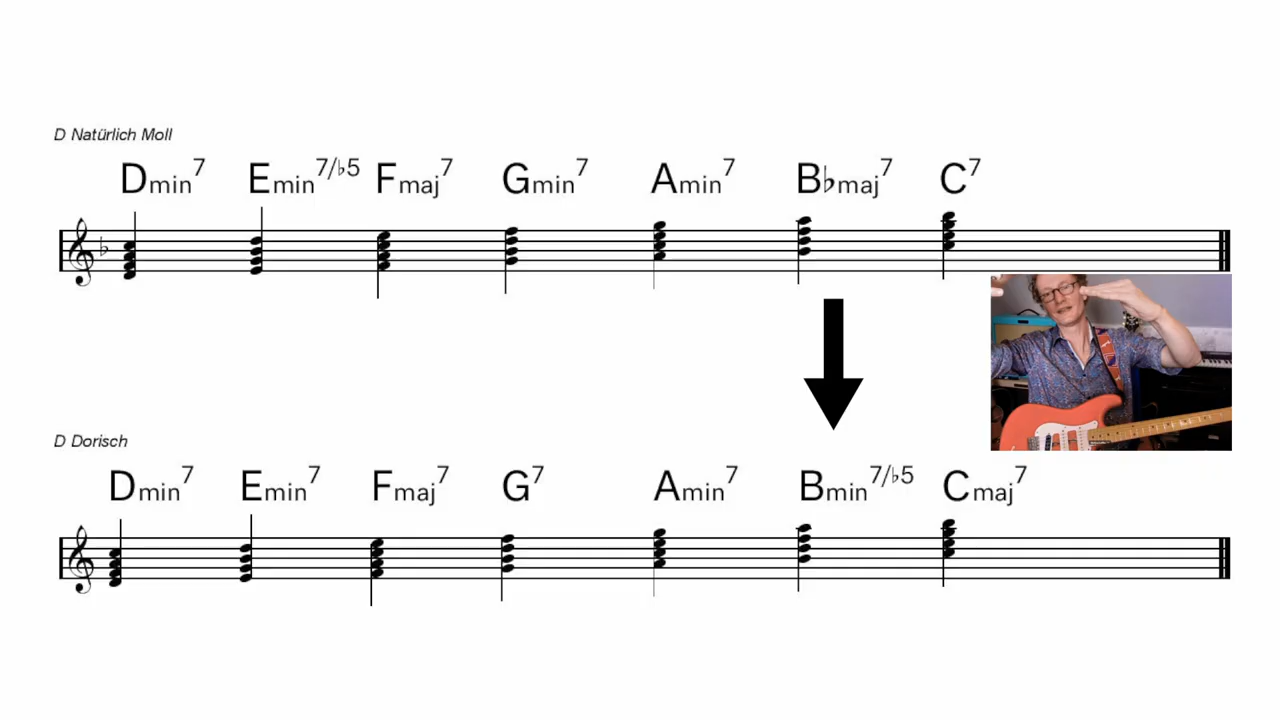 D Natürlich Moll
Dmin7 Emin7/♭5 Fmaj7 Gmin7 Amin7 B♭maj7 C7
D Dorisch
Dmin7 Emin7 Fmaj7 G7 Amin7 Bmin7/♭5 Cmaj7